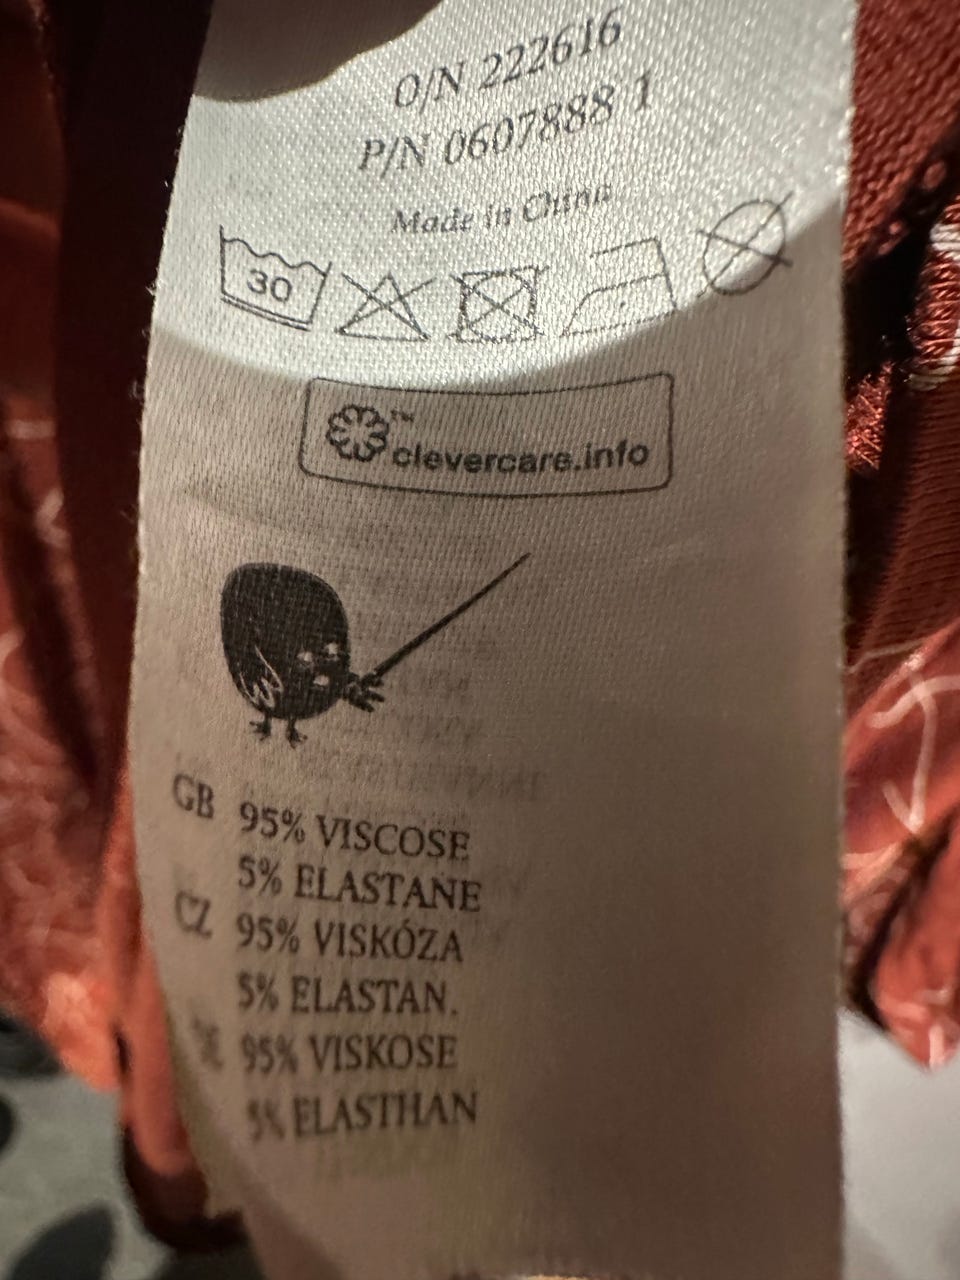 O/N 222616
P/N 0607888 1
Made in China
30
™
clevercare.info
GB 95% VISCOSE
5% ELASTANE
CZ 95% VISKÓZA
5% ELASTAN.
95% VISKOSE
5% ELASTHAN